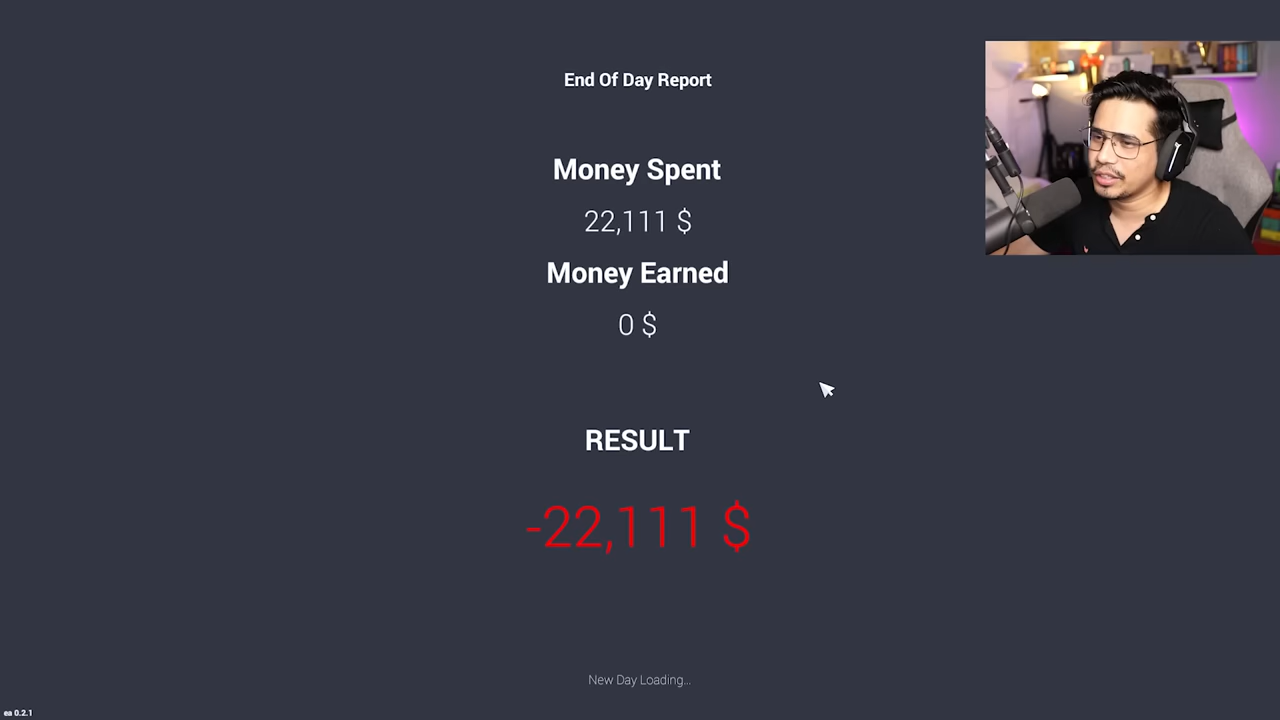 End Of Day Report
Money Spent
22,111 $
Money Earned
0 $
RESULT
-22,111 $
New Day Loading...
ea 0.2.1